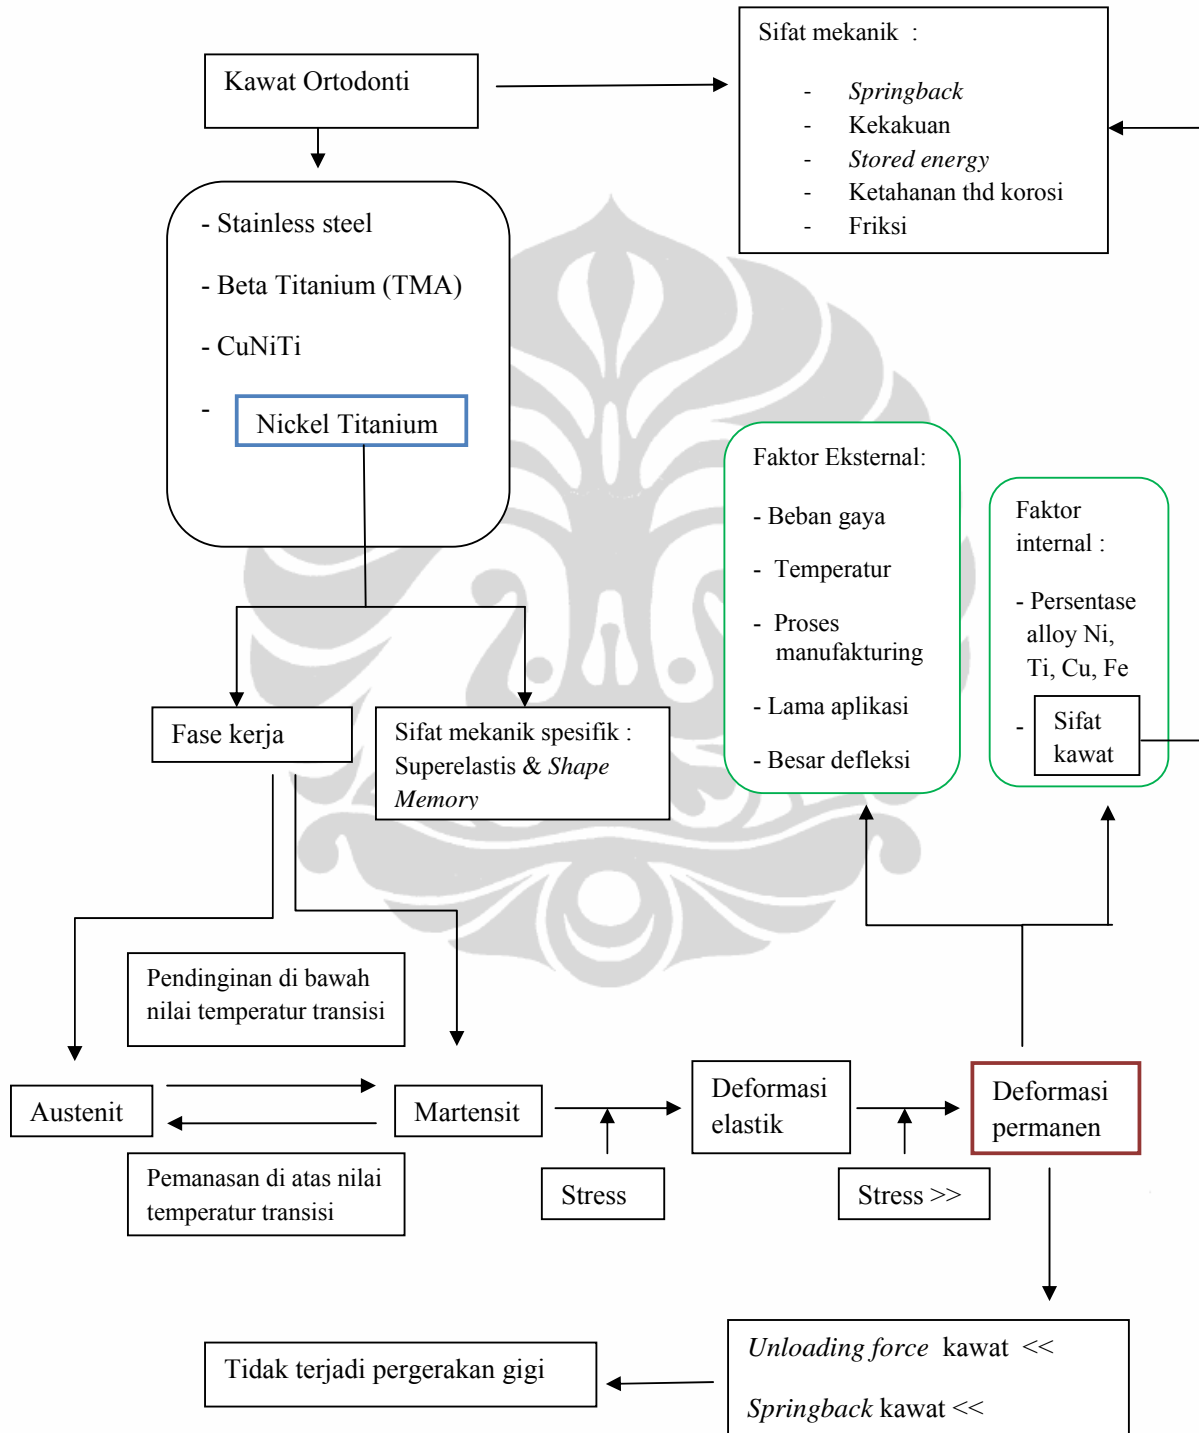 Kawat Ortodonti
Sifat mekanik :
- Springback
- Kekakuan
- Stored energy
- Ketahanan thd korosi
- Friksi
- Stainless steel
- Beta Titanium (TMA)
- CuNiTi
-
Nickel Titanium
Faktor Eksternal:
- Beban gaya
- Temperatur
- Proses
manufakturing
- Lama aplikasi
- Besar defleksi
Faktor
internal :
- Persentase
alloy Ni,
Ti, Cu, Fe
-
Sifat
kawat
Fase kerja
Sifat mekanik spesifik :
Superelastis & Shape
Memory
Pendinginan di bawah
nilai temperatur transisi
Austenit
Martensit
Deformasi
elastik
Deformasi
permanen
Pemanasan di atas nilai
temperatur transisi
Stress
Stress >>
Unloading force kawat <<
Springback kawat <<
Tidak terjadi pergerakan gigi